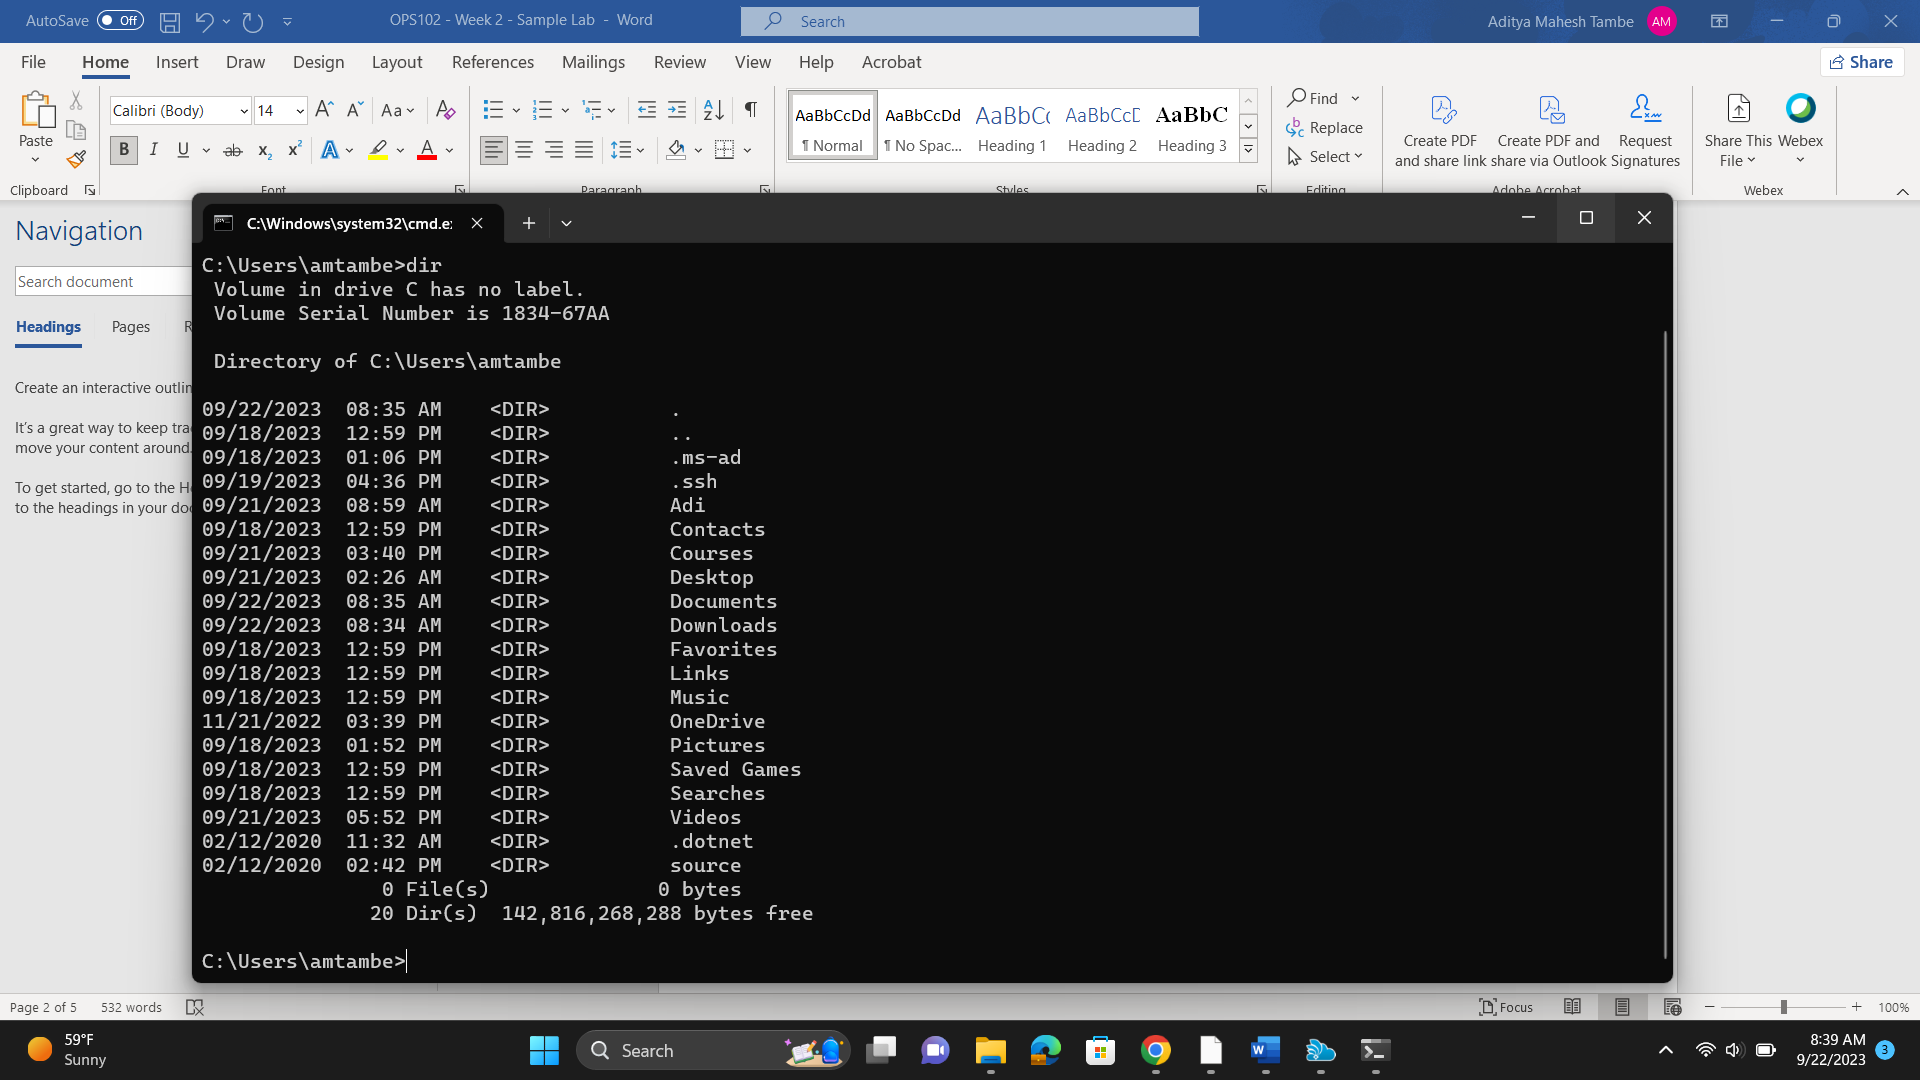 AutoSave Off OPS102 - Week 2 - Sample Lab - Word Search Aditya Mahesh Tambe AM
File Home Insert Draw Design Layout References Mailings Review View Help Acrobat Share
Paste
Calibri (Body) 14
Clipboard
Font
Paragraph
AaBbCcDd ¶ Normal
AaBbCcDd ¶ No Spac...
AaBbCc Heading 1
AaBbCcD Heading 2
AaBbC Heading 3
Styles
Find
Replace
Select
Editing
Create PDF and share link
Create PDF and share via Outlook
Request Signatures
Adobe Acrobat
Share This File
Webex
Webex
Navigation
Search document
Headings Pages R
Create an interactive outlin
It's a great way to keep tra
move your content around.
To get started, go to the H
to the headings in your do
C:\Windows\system32\cmd.e
C:\Users\amtambe>dir
Volume in drive C has no label.
Volume Serial Number is 1834-67AA
Directory of C:\Users\amtambe
09/22/2023 08:35 AM <DIR> .
09/18/2023 12:59 PM <DIR> ..
09/18/2023 01:06 PM <DIR> .ms-ad
09/19/2023 04:36 PM <DIR> .ssh
09/21/2023 08:59 AM <DIR> Adi
09/18/2023 12:59 PM <DIR> Contacts
09/21/2023 03:40 PM <DIR> Courses
09/21/2023 02:26 AM <DIR> Desktop
09/22/2023 08:35 AM <DIR> Documents
09/22/2023 08:34 AM <DIR> Downloads
09/18/2023 12:59 PM <DIR> Favorites
09/18/2023 12:59 PM <DIR> Links
09/18/2023 12:59 PM <DIR> Music
11/21/2022 03:39 PM <DIR> OneDrive
09/18/2023 01:52 PM <DIR> Pictures
09/18/2023 12:59 PM <DIR> Saved Games
09/18/2023 12:59 PM <DIR> Searches
09/21/2023 05:52 PM <DIR> Videos
02/12/2020 11:32 AM <DIR> .dotnet
02/12/2020 02:42 PM <DIR> source
0 File(s) 0 bytes
20 Dir(s) 142,816,268,288 bytes free
C:\Users\amtambe>
Page 2 of 5 532 words Focus 100%
59°F
Sunny
Search
8:39 AM
9/22/2023
3